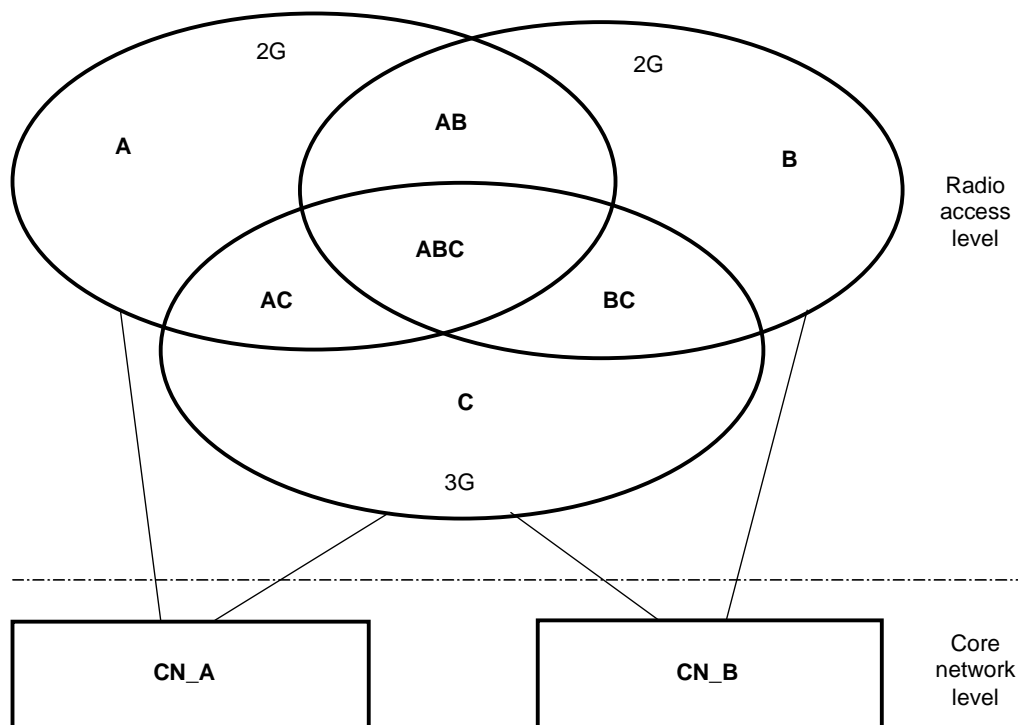 2G
2G
AB
A
B
Radio
access
level
ABC
AC
BC
C
3G
CN_A
CN_B
Core
network
level